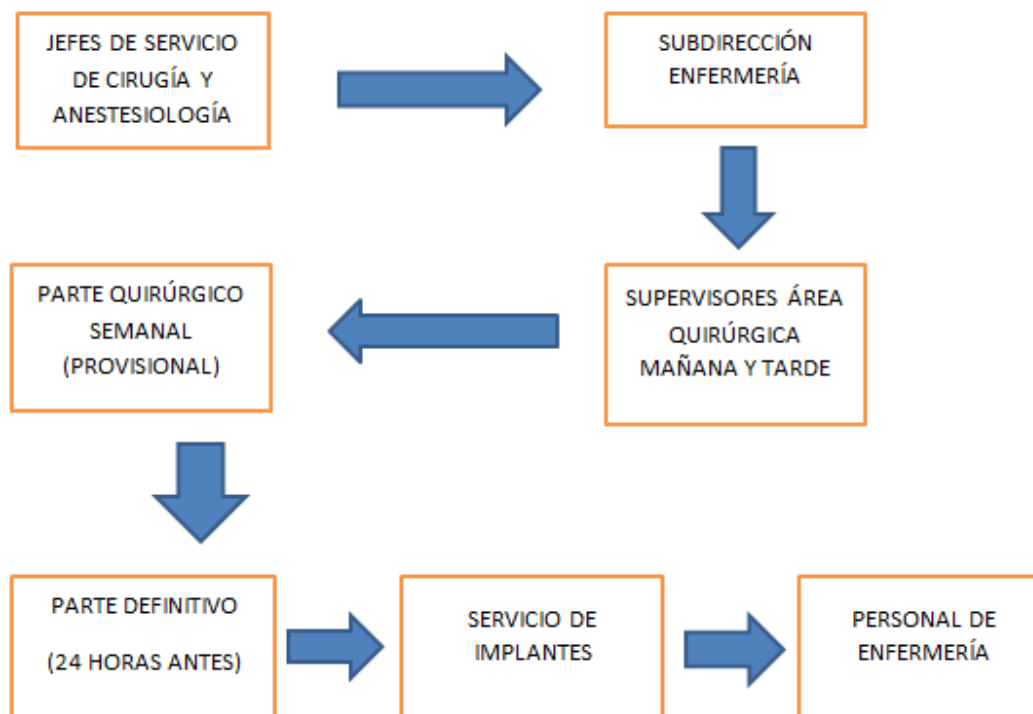 JEFES DE SERVICIO
DE CIRUGÍA Y
ANESTESIOLOGÍA
SUBDIRECCIÓN
ENFERMERÍA
SUPERVISORES ÁREA
QUIRÚRGICA
MAÑANA Y TARDE
PARTE QUIRÚRGICO
SEMANAL
(PROVISIONAL)
PARTE DEFINITIVO
(24 HORAS ANTES)
SERVICIO DE
IMPLANTES
PERSONAL DE
ENFERMERÍA